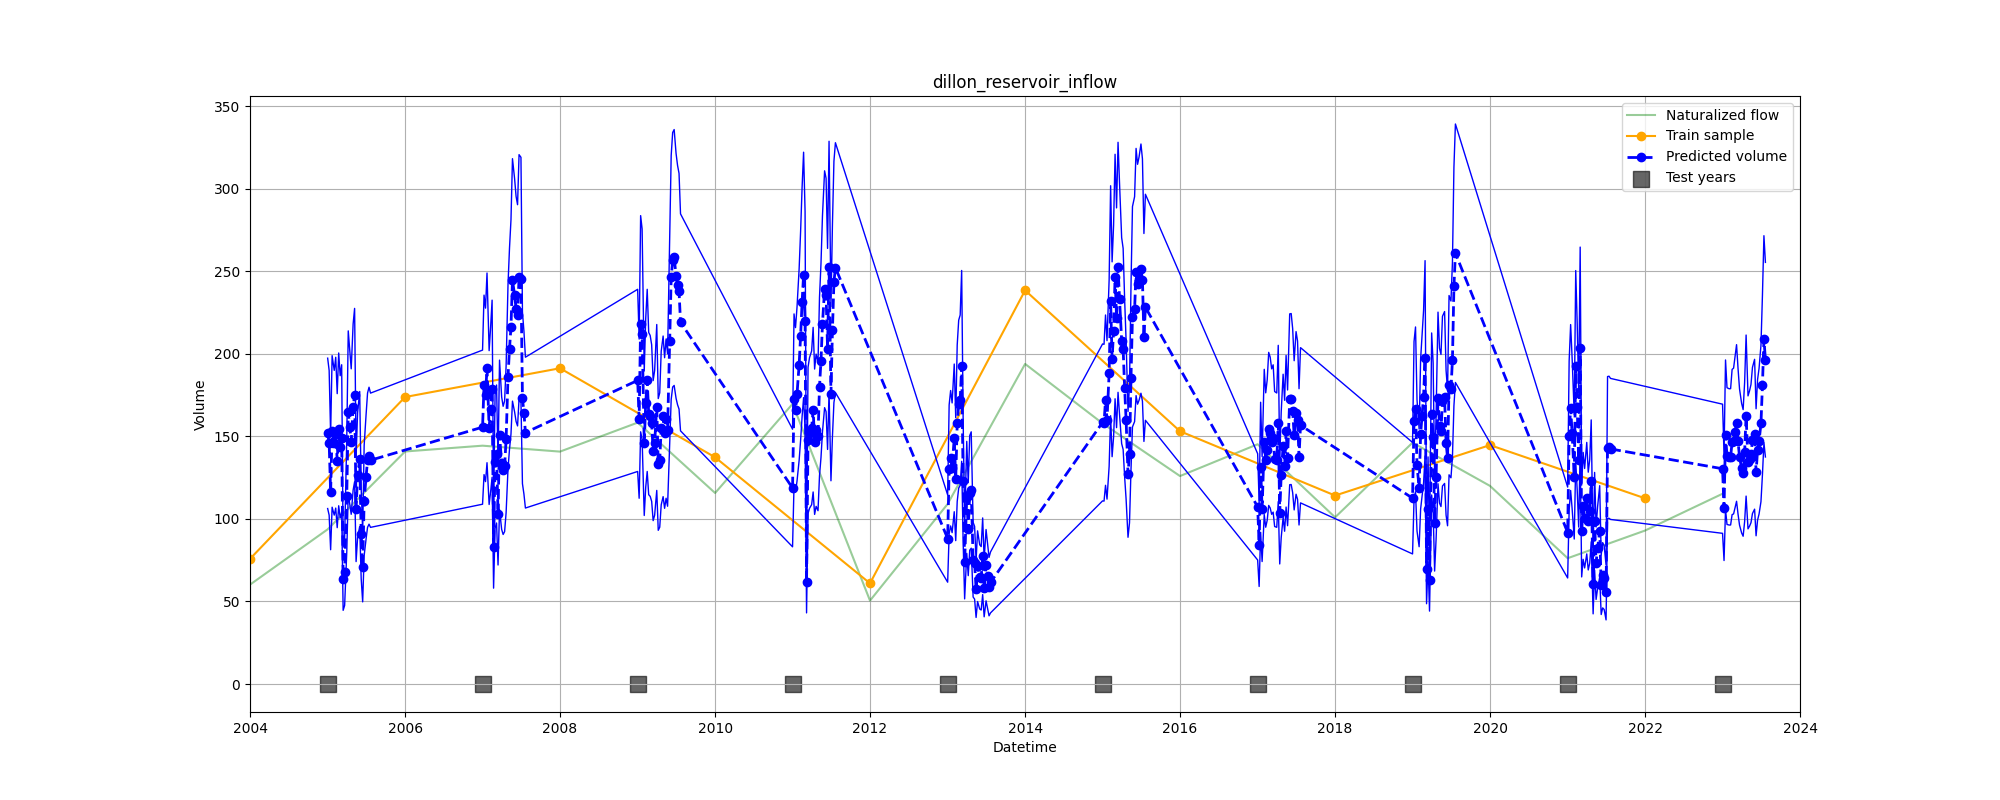 dillon_reservoir_inflow
Naturalized flow
Train sample
Predicted volume
Test years
350
300
250
200
150
100
50
0
Volume
2004 2006 2008 2010 2012 2014 2016 2018 2020 2022 2024
Datetime